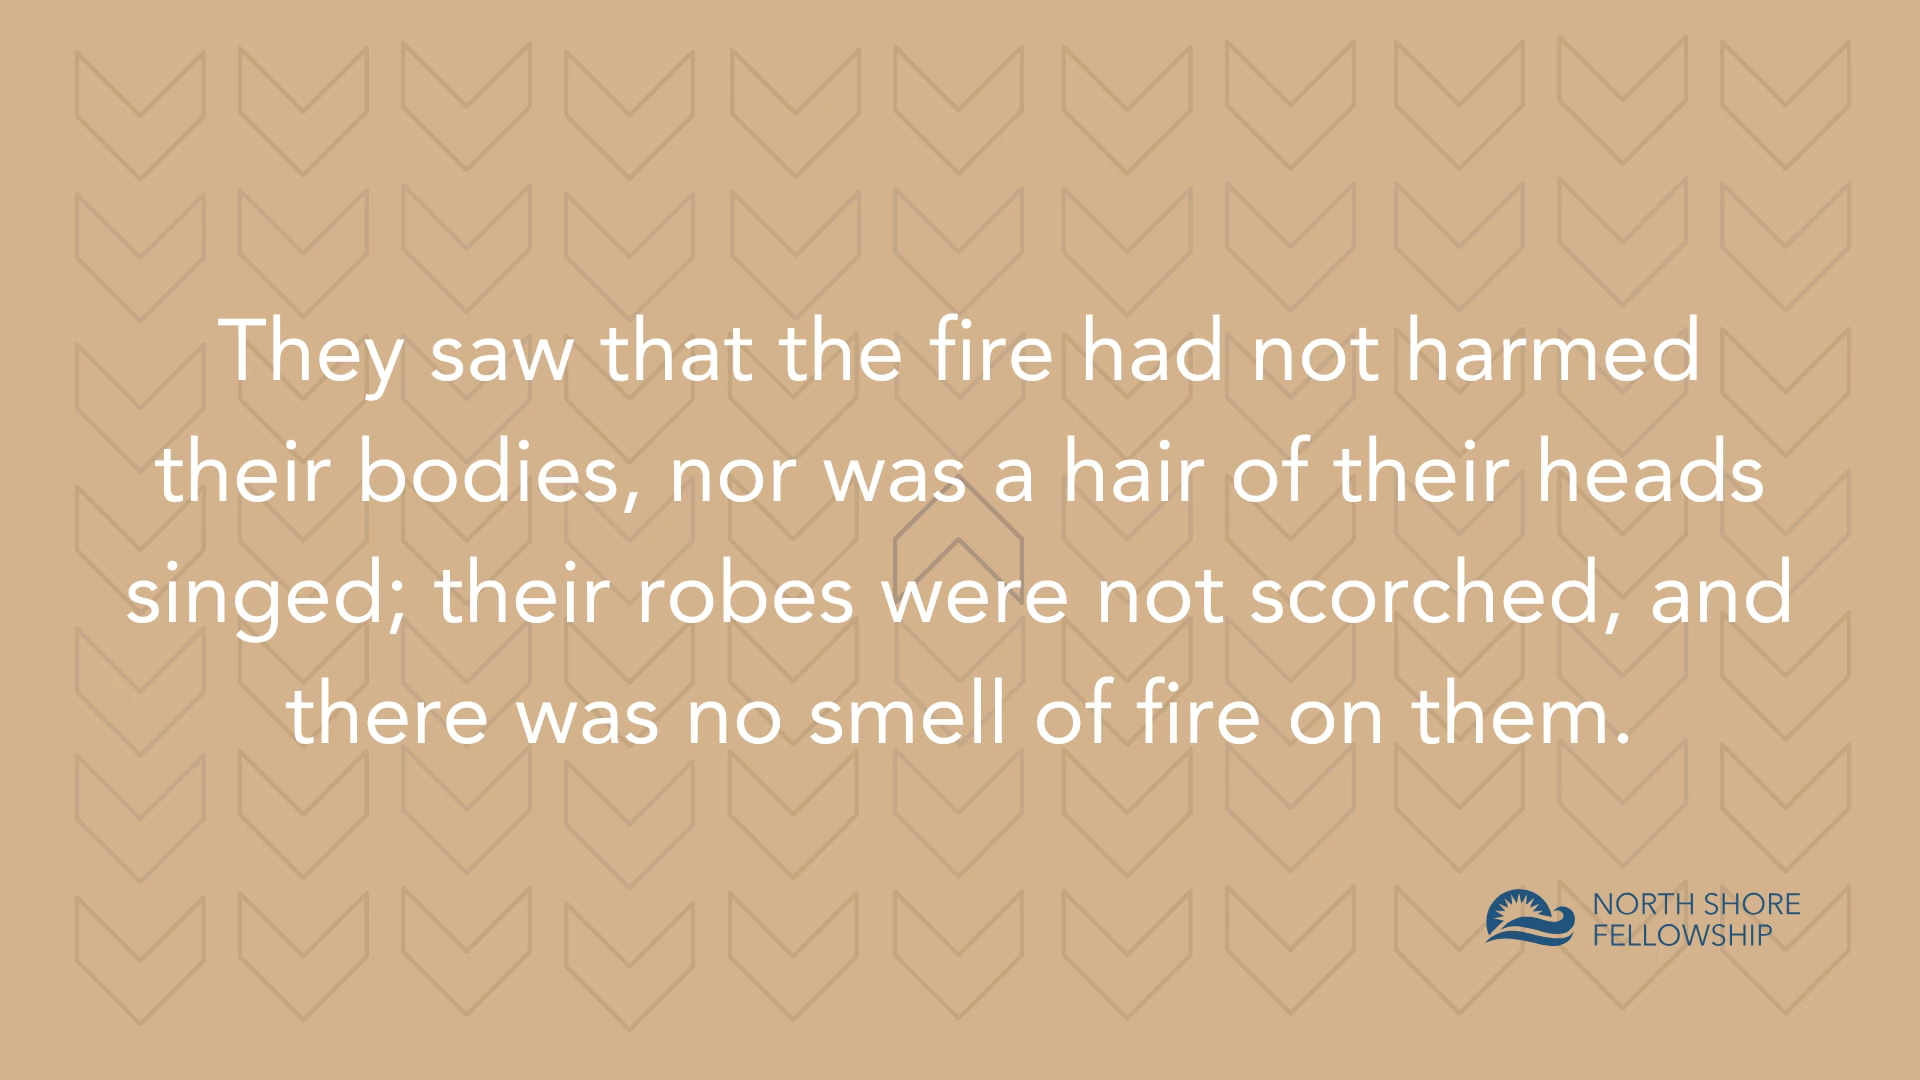 They saw that the fire had not harmed
their bodies, nor was a hair of their heads
singed; their robes were not scorched, and
there was no smell of fire on them.
NORTH SHORE
FELLOWSHIP